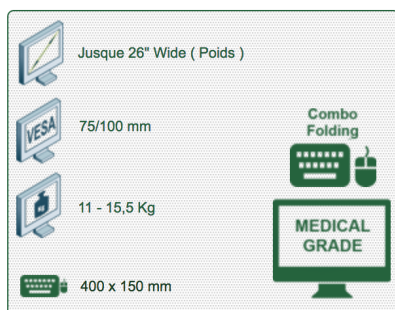 Jusque 26" Wide ( Poids )
VESA
75/100 mm
Combo
Folding
KG
11 - 15,5 Kg
MEDICAL
GRADE
400 x 150 mm